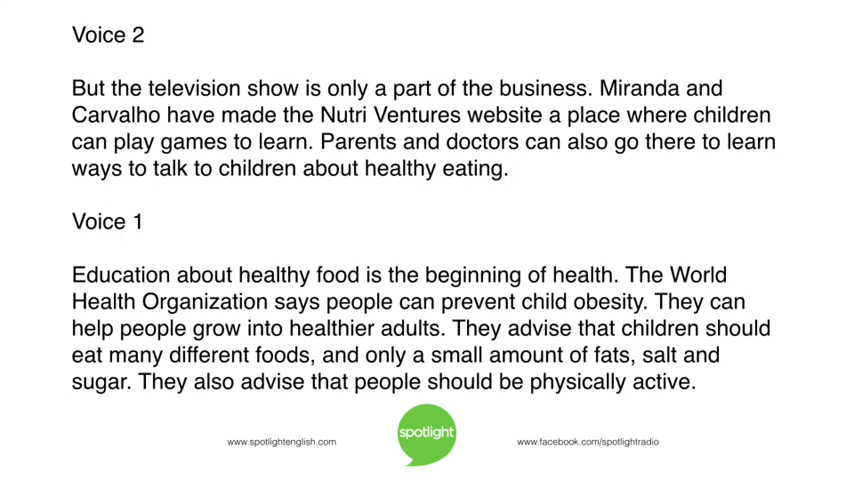 Voice 2
But the television show is only a part of the business. Miranda and
Carvalho have made the Nutri Ventures website a place where children
can play games to learn. Parents and doctors can also go there to learn
ways to talk to children about healthy eating.
Voice 1
Education about healthy food is the beginning of health. The World
Health Organization says people can prevent child obesity. They can
help people grow into healthier adults. They advise that children should
eat many different foods, and only a small amount of fats, salt and
sugar. They also advise that people should be physically active.
www.spotlightenglish.com
spotlight
www.facebook.com/spotlightradio